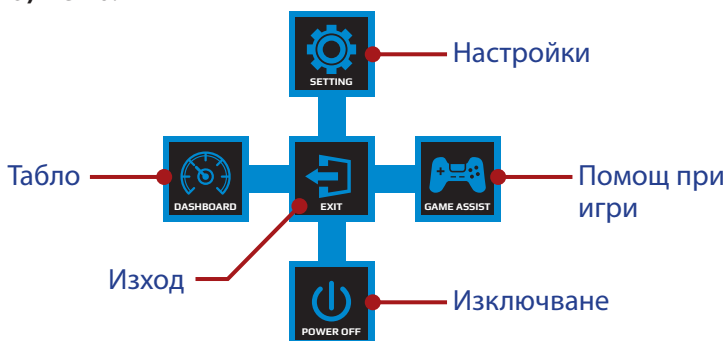 SETTING
Настройки
Табло
DASHBOARD
EXIT
GAME ASSIST
Помощ при
игри
Изход
POWER OFF
Изключване